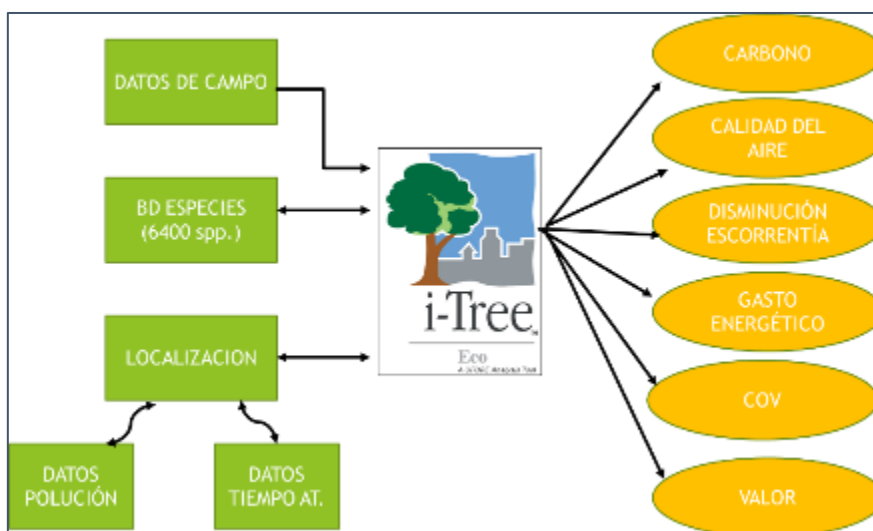 DATOS DE CAMPO
BD ESPECIES
(6400 spp.)
LOCALIZACION
DATOS
POLUCIÓN
DATOS
TIEMPO AT.
i-Tree
Eco
CARBONO
CALIDAD DEL
AIRE
DISMINUCIÓN
ESCORRENTÍA
GASTO
ENERGÉTICO
COV
VALOR